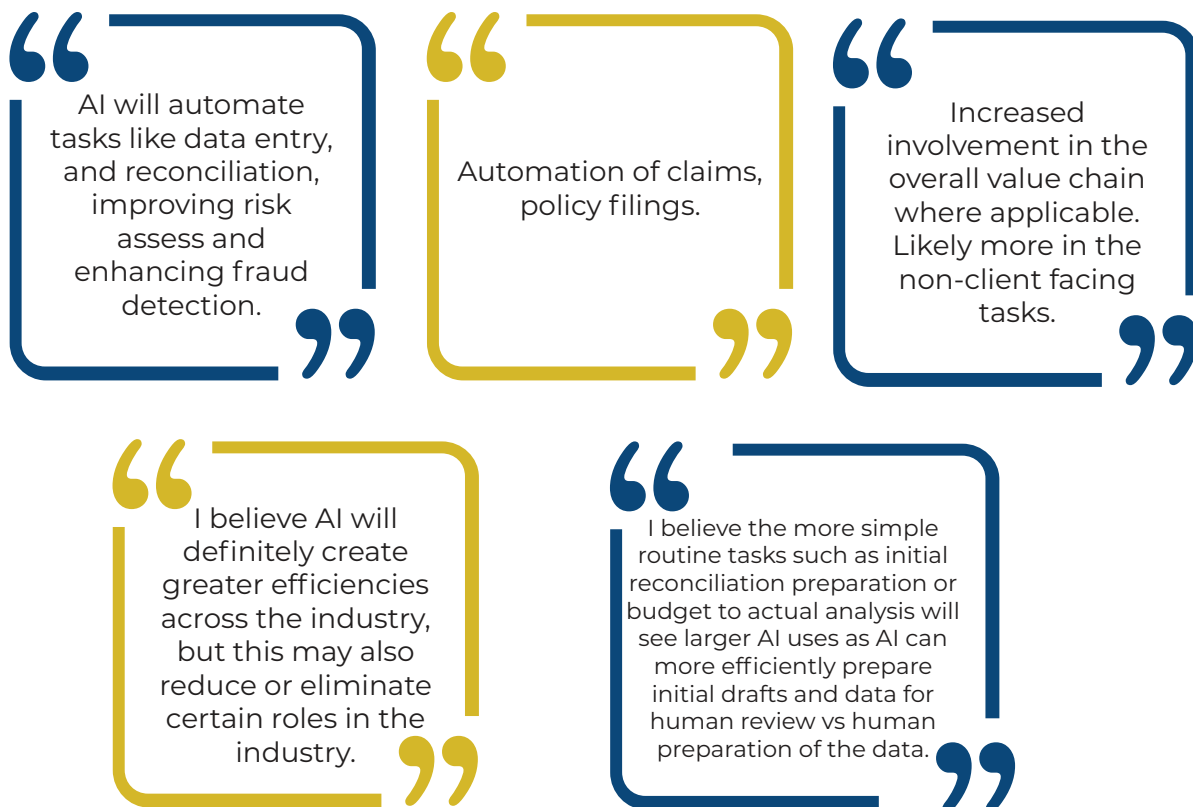 AI will automate
tasks like data entry,
and reconciliation,
improving risk
assess and
enhancing fraud
detection.
Automation of claims,
policy filings.
Increased
involvement in the
overall value chain
where applicable.
Likely more in the
non-client facing
tasks.
I believe AI will
definitely create
greater efficiencies
across the industry,
but this may also
reduce or eliminate
certain roles in the
industry.
I believe the more simple
routine tasks such as initial
reconciliation preparation or
budget to actual analysis will
see larger AI uses as AI can
more efficiently prepare
initial drafts and data for
human review vs human
preparation of the data.